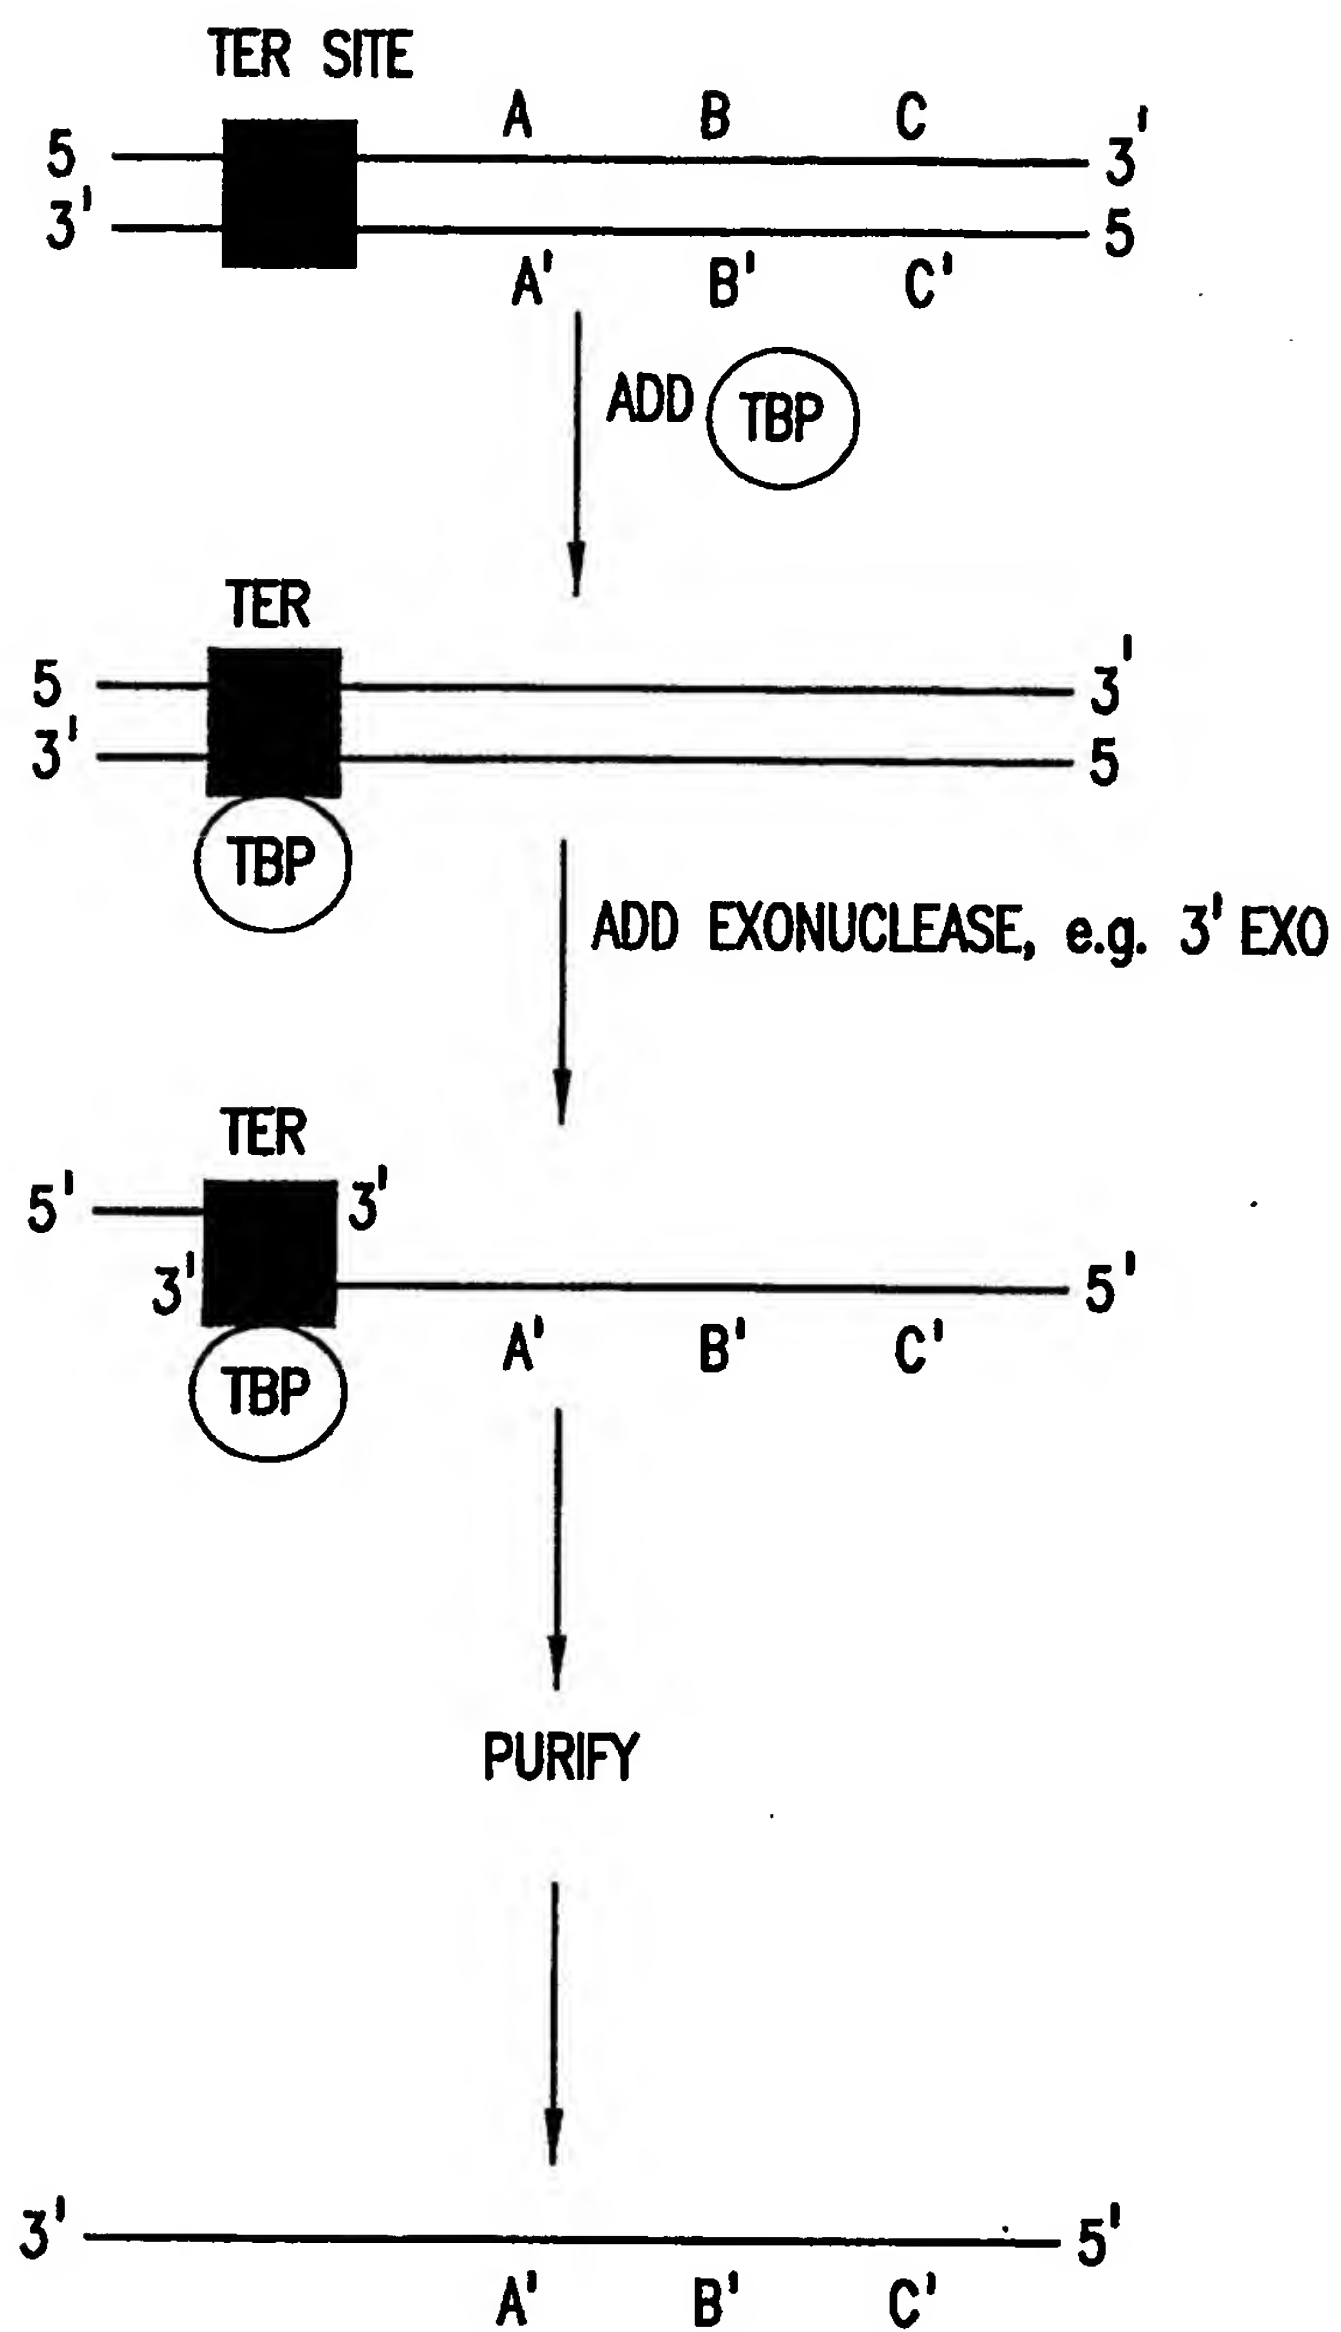 TER SITE
A B C
5 3'
3' 5
A' B' C'
ADD TBP
TER
5 3'
3' 5
TBP
ADD EXONUCLEASE, e.g. 3' EXO
TER
5' 3'
3' 5'
A' B' C'
TBP
PURIFY
3' 5'
A' B' C'